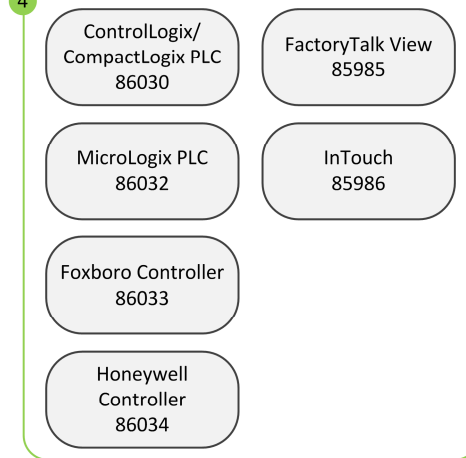 4
ControlLogix/
CompactLogix PLC
86030
FactoryTalk View
85985
MicroLogix PLC
86032
InTouch
85986
Foxboro Controller
86033
Honeywell
Controller
86034